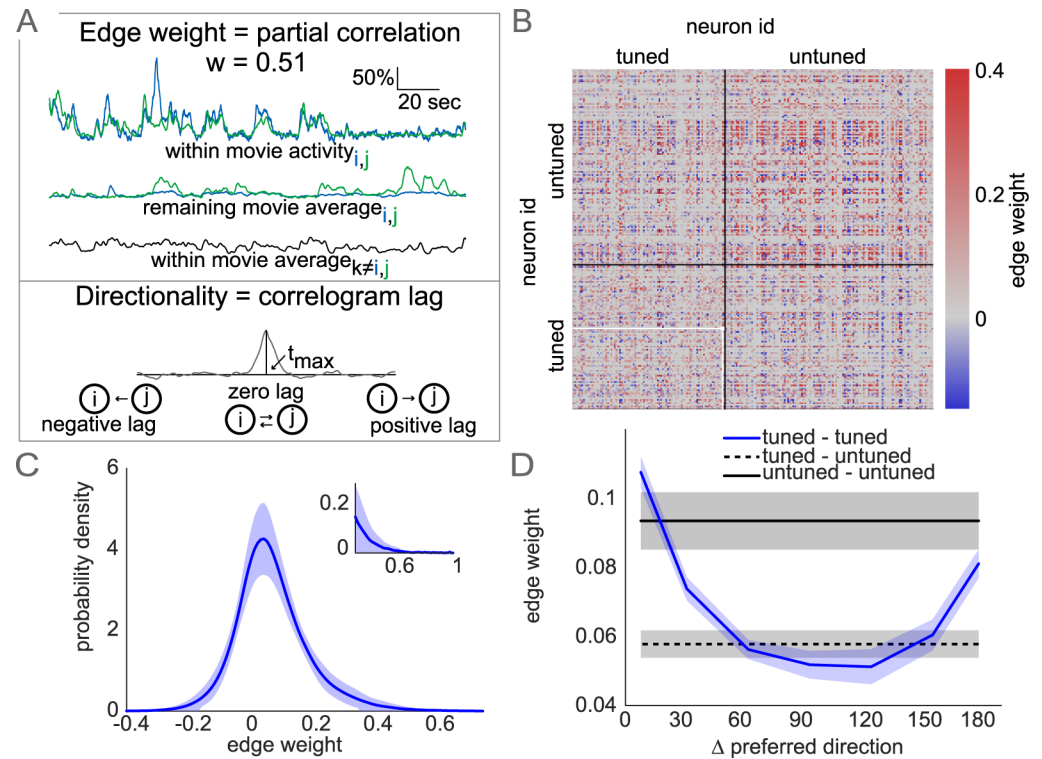 A
Edge weight = partial correlation
w = 0.51
50%
20 sec
within movie activity i,j
remaining movie average i,j
within movie average k≠i,j
Directionality = correlogram lag
t max
zero lag
i ← j
negative lag
i ⇄ j
i → j
positive lag
B
neuron id
tuned untuned
neuron id
untuned
tuned
0.4
0.2
0
edge weight
C
probability density
6
4
2
0
-0.4 -0.2 0 0.2 0.4 0.6
edge weight
0.2
0
0.6 1
D
tuned - tuned
tuned - untuned
untuned - untuned
edge weight
0.1
0.08
0.06
0.04
0 30 60 90 120 150 180
Δ preferred direction